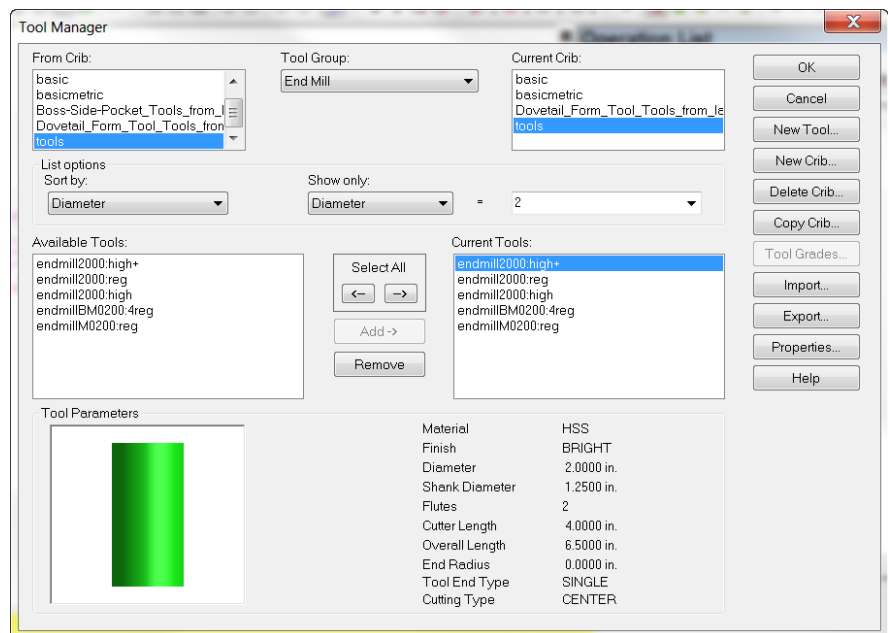 Tool Manager
Operation List
From Crib:
Tool Group:
Current Crib:
basic
basicmetric
Boss-Side-Pocket_Tools_from_l
Dovetail_Form_Tool_Tools_fron
tools
End Mill
basic
basicmetric
Dovetail_Form_Tool_Tools_from_la
tools
OK
Cancel
New Tool...
New Crib...
Delete Crib...
Copy Crib...
Tool Grades...
Import...
Export...
Properties...
Help
List options
Sort by:
Show only:
Diameter
Diameter
=
2
Available Tools:
Current Tools:
endmill2000:high+
endmill2000:reg
endmill2000:high
endmillBM0200:4reg
endmillM0200:reg
Select All
<--
-->
Add ->
Remove
endmill2000:high+
endmill2000:reg
endmill2000:high
endmillBM0200:4reg
endmillM0200:reg
Tool Parameters
Material HSS
Finish BRIGHT
Diameter 2.0000 in.
Shank Diameter 1.2500 in.
Flutes 2
Cutter Length 4.0000 in.
Overall Length 6.5000 in.
End Radius 0.0000 in.
Tool End Type SINGLE
Cutting Type CENTER